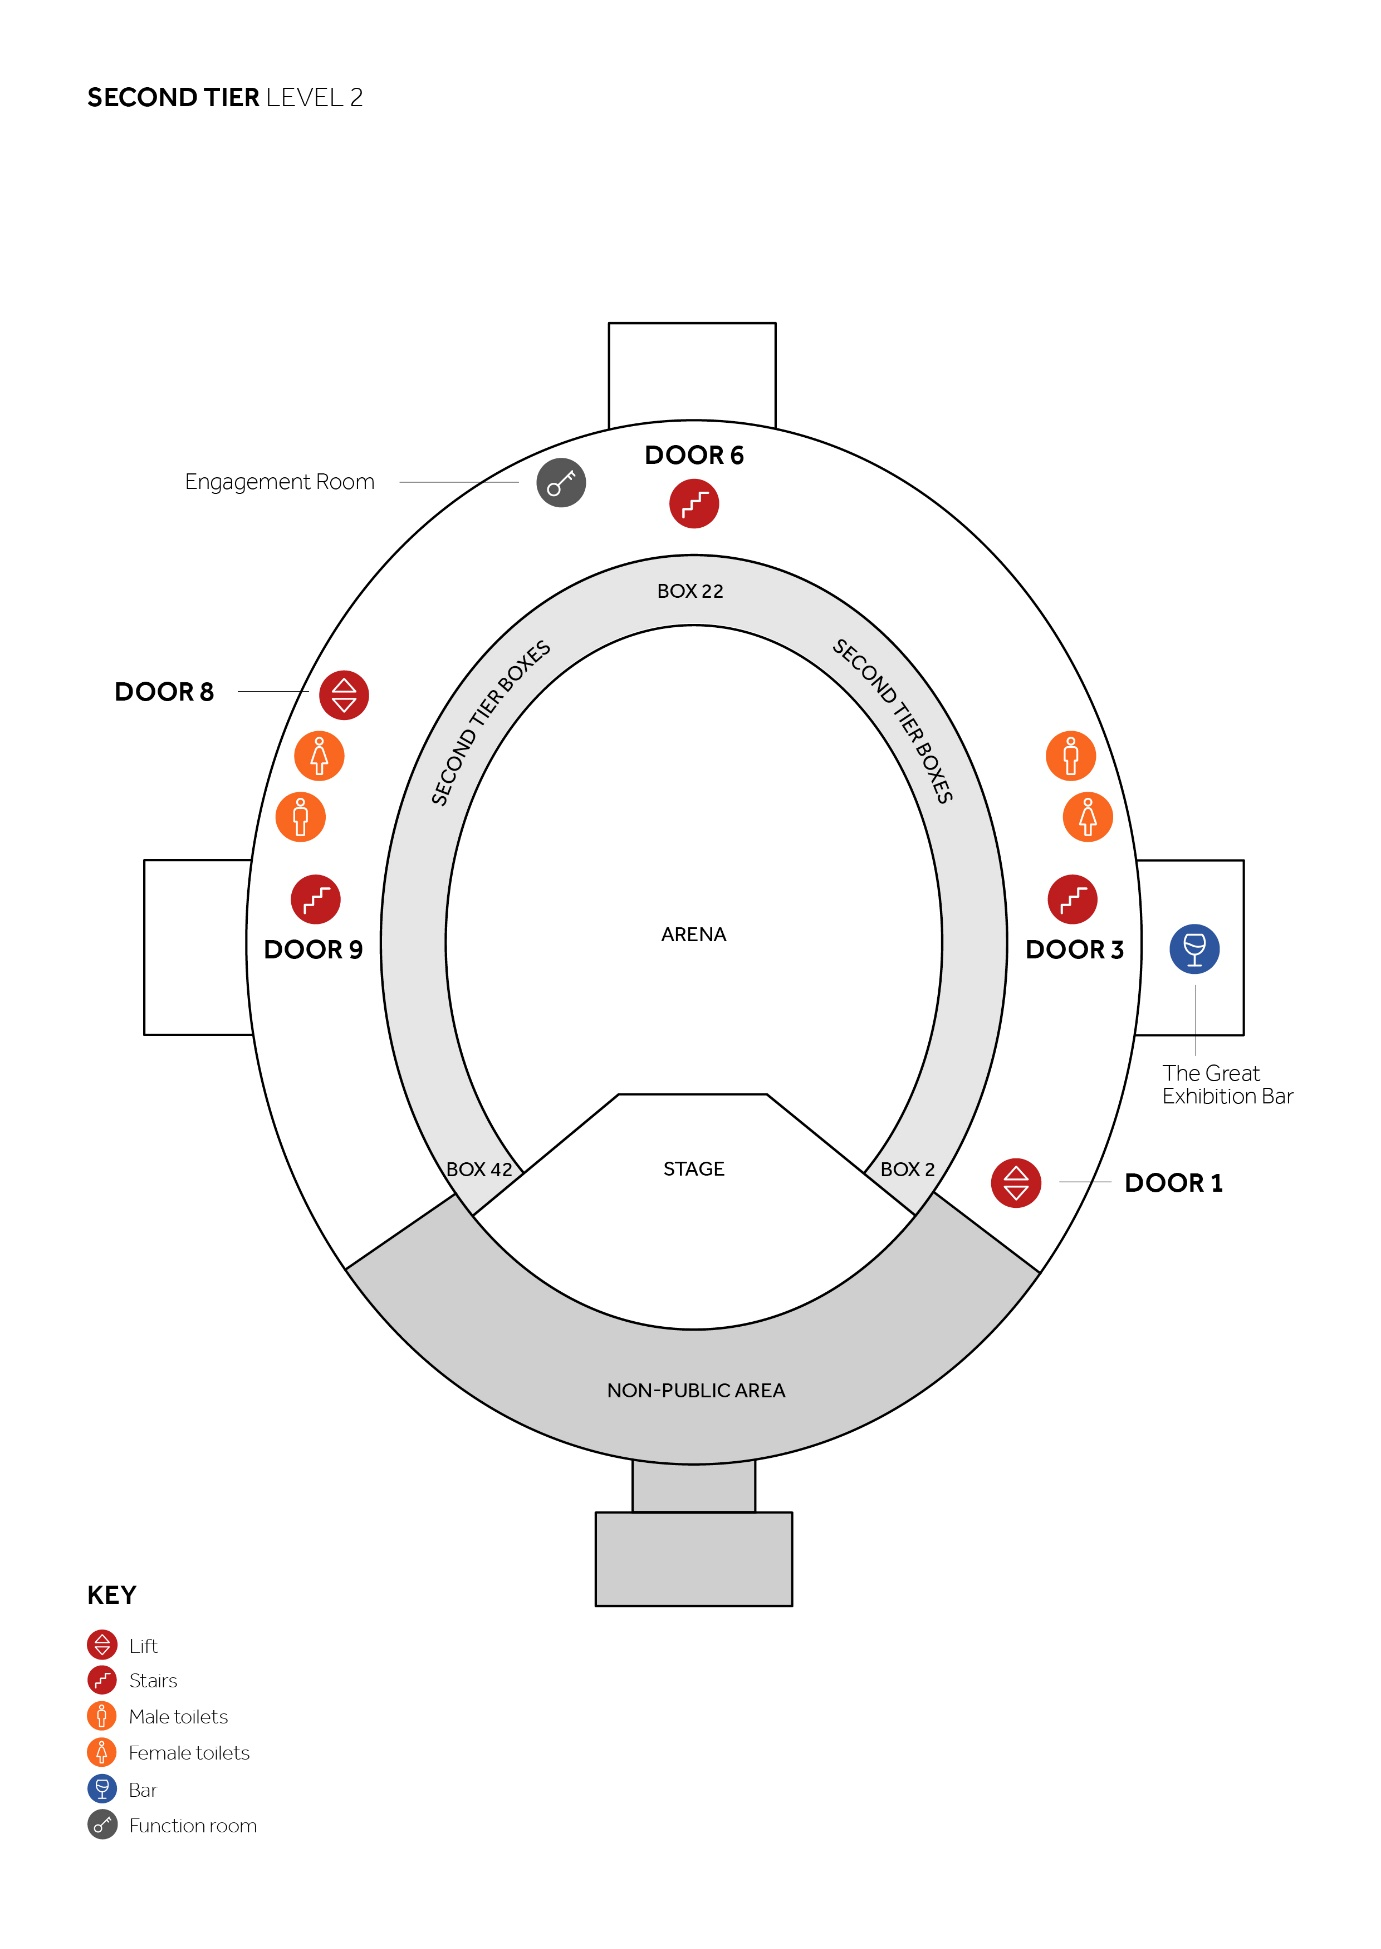 SECOND TIER LEVEL 2
DOOR 6
Engagement Room
BOX 22
SECOND TIER BOXES
SECOND TIER BOXES
DOOR 8
ARENA
DOOR 9
DOOR 3
The Great
Exhibition Bar
BOX 42
STAGE
BOX 2
DOOR 1
NON-PUBLIC AREA
KEY
Lift
Stairs
Male toilets
Female toilets
Bar
Function room